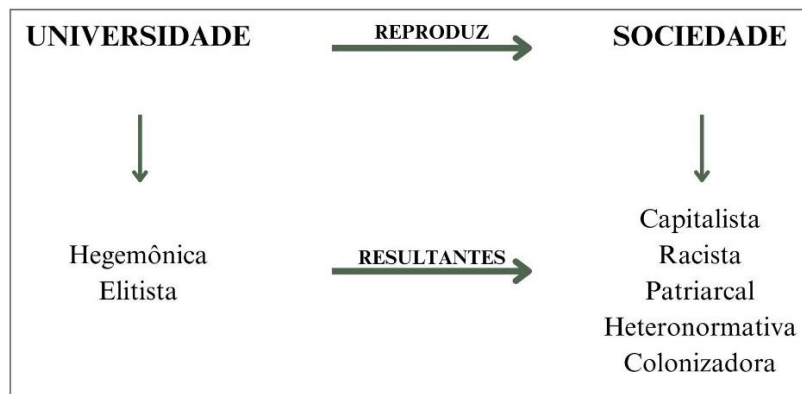 UNIVERSIDADE
REPRODUZ
SOCIEDADE
Hegemônica
Elitista
RESULTANTES
Capitalista
Racista
Patriarcal
Heteronormativa
Colonizadora